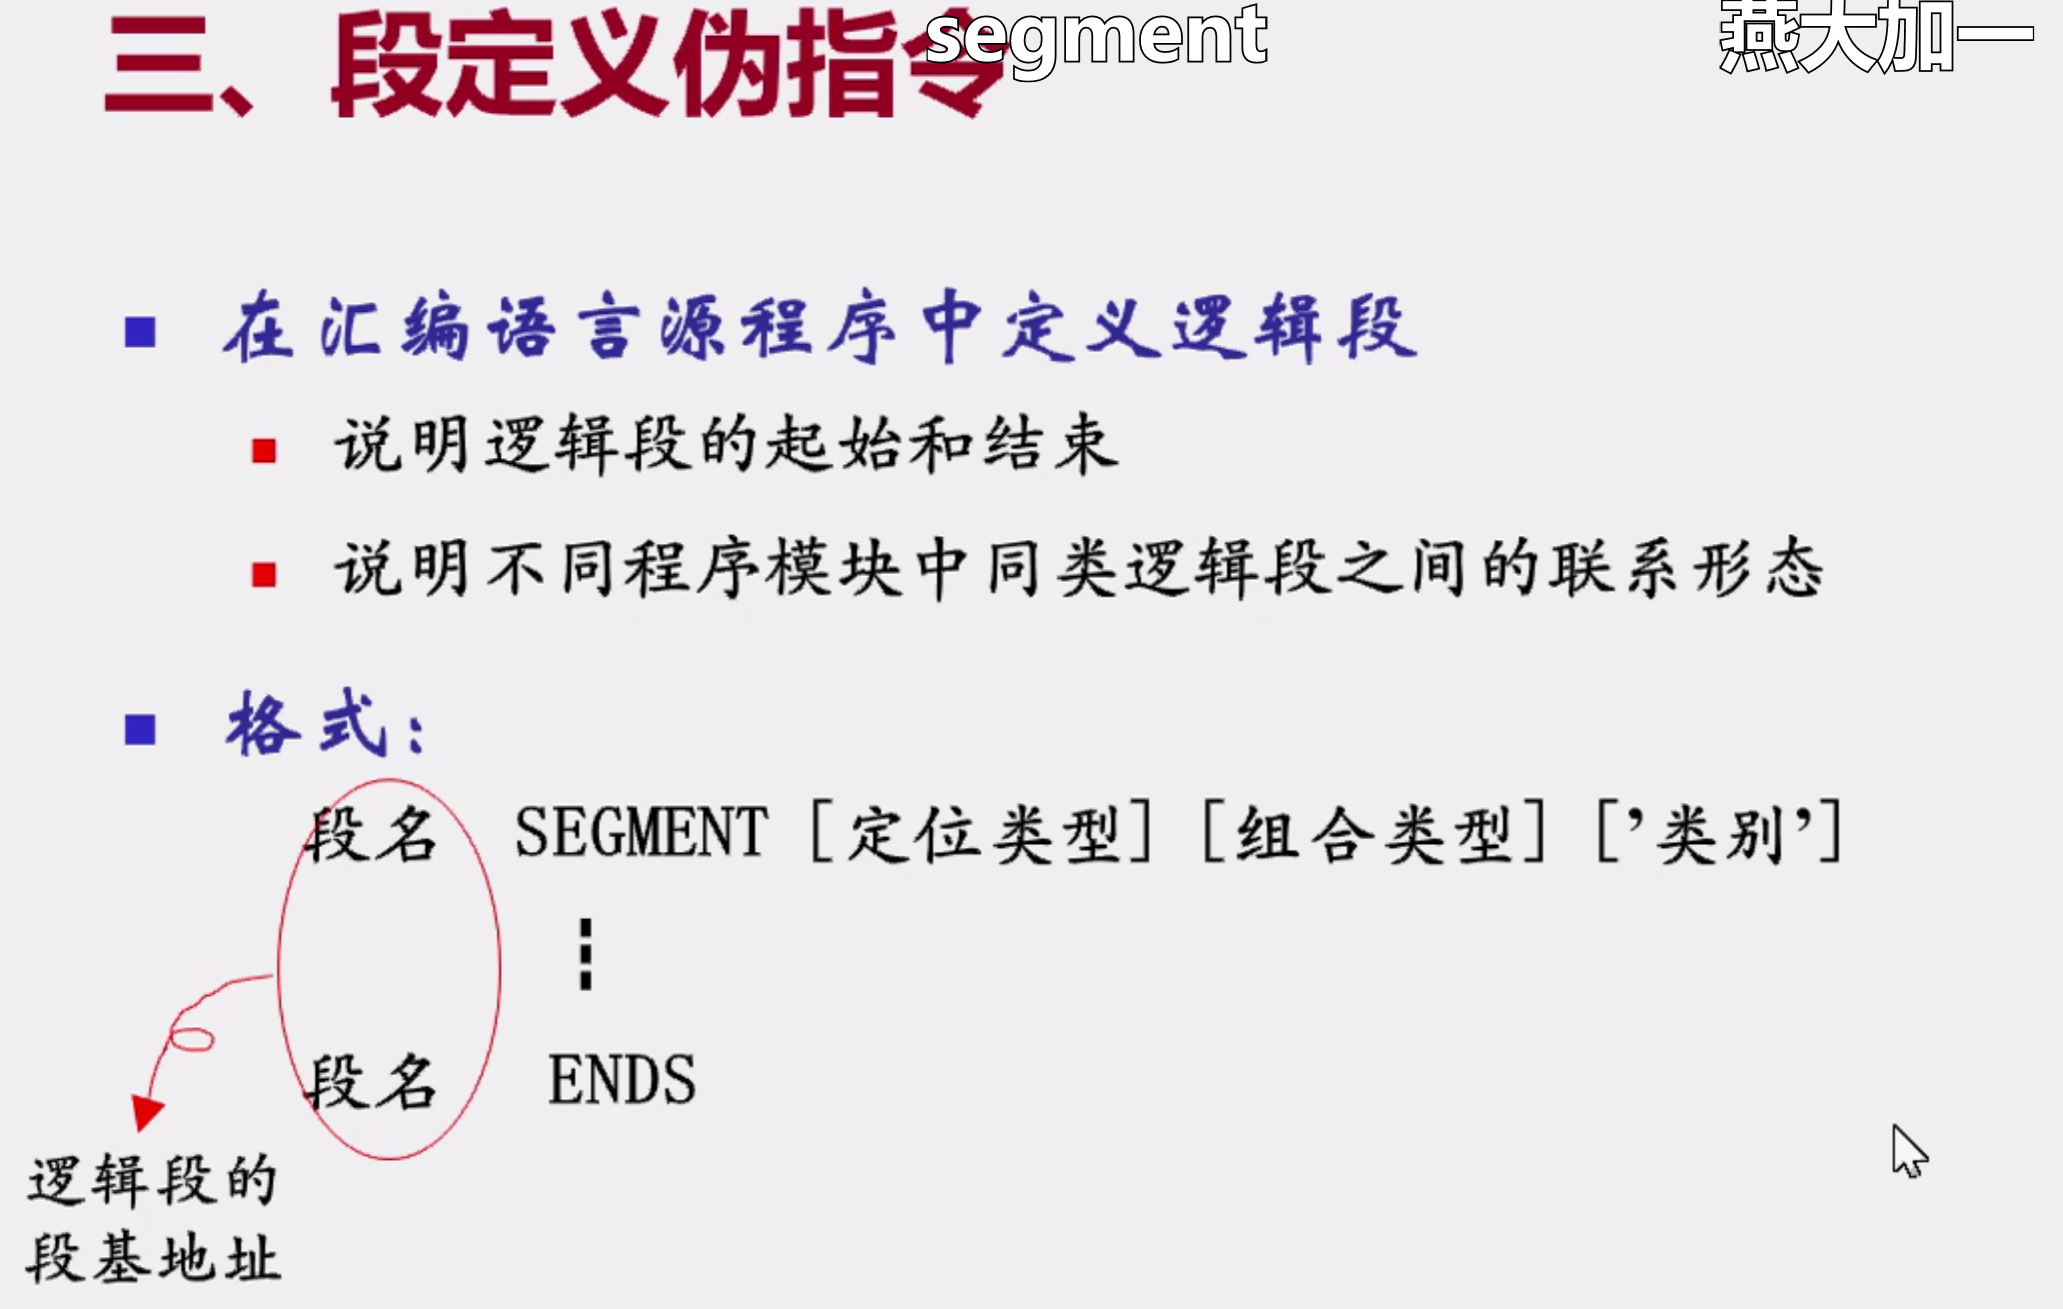 三、段定义伪指令
segment
燕大加一
在汇编语言源程序中定义逻辑段
说明逻辑段的起始和结束
说明不同程序模块中同类逻辑段之间的联系形态
格式：
段名 SEGMENT [定位类型] [组合类型] [’类别’]
段名 ENDS
逻辑段的
段基地址